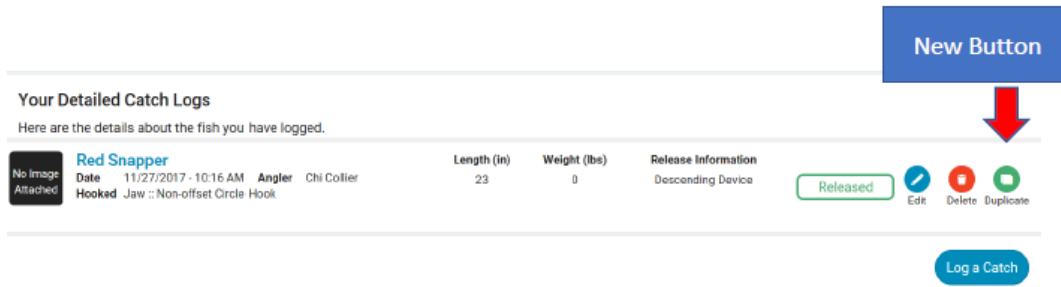 New Button
Your Detailed Catch Logs
Here are the details about the fish you have logged.
No Image
Attached
Red Snapper
Date 11/27/2017 - 10:16 AM Angler Chi Collier
Hooked Jaw :: Non-offset Circle Hook
Length (in) Weight (lbs) Release Information
23 0 Descending Device
Released
Edit Delete Duplicate
Log a Catch